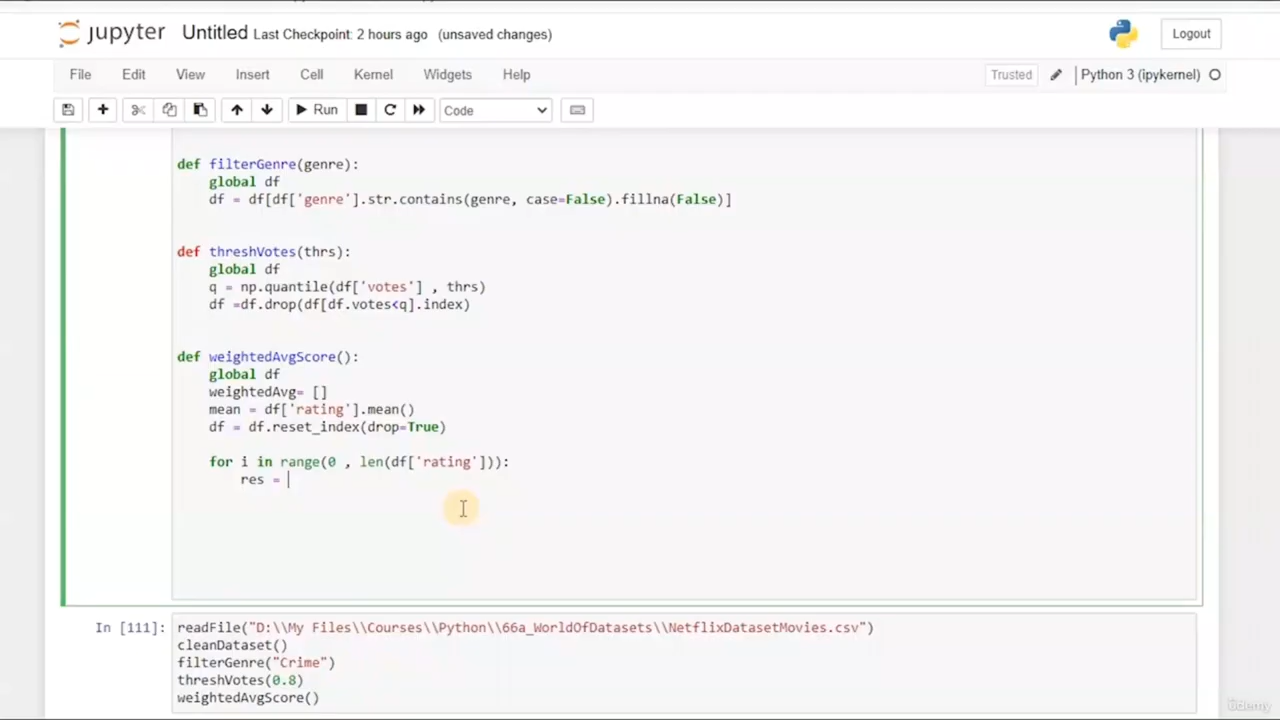 jupyter Untitled Last Checkpoint: 2 hours ago (unsaved changes) Logout
File Edit View Insert Cell Kernel Widgets Help Trusted Python 3 (ipykernel)
Run Code
def filterGenre(genre):
    global df
    df = df[df['genre'].str.contains(genre, case=False).fillna(False)]
def threshVotes(thrs):
    global df
    q = np.quantile(df['votes'] , thrs)
    df =df.drop(df[df.votes<q].index)
def weightedAvgScore():
    global df
    weightedAvg= []
    mean = df['rating'].mean()
    df = df.reset_index(drop=True)
    for i in range(0 , len(df['rating'])):
        res =
In [111]: readFile("D:\\My Files\\Courses\\Python\\66a_WorldOfDatasets\\NetflixDatasetMovies.csv")
cleanDataset()
filterGenre("Crime")
threshVotes(0.8)
weightedAvgScore()
ûdemy